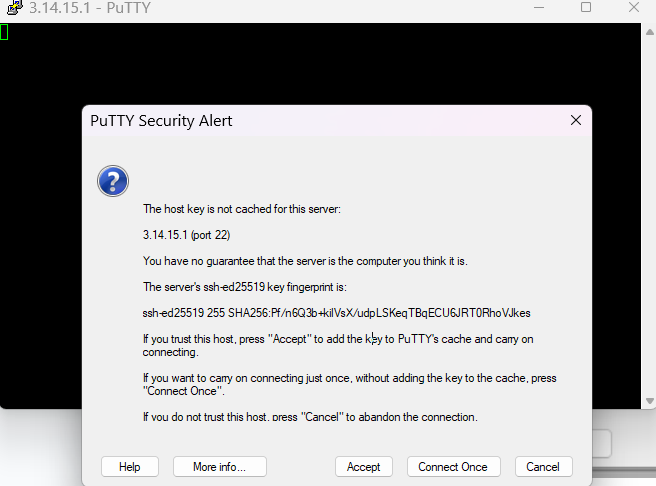 3.14.15.1 - PuTTY
PuTTY Security Alert
The host key is not cached for this server:
3.14.15.1 (port 22)
You have no guarantee that the server is the computer you think it is.
The server's ssh-ed25519 key fingerprint is:
ssh-ed25519 255 SHA256:Pf/n6Q3b+kilVsX/udpLSKeqTBqECU6JRT0RhoVJkes
If you trust this host, press "Accept" to add the key to PuTTY's cache and carry on
connecting.
If you want to carry on connecting just once, without adding the key to the cache, press
"Connect Once".
If you do not trust this host, press "Cancel" to abandon the connection.
Help
More info...
Accept
Connect Once
Cancel